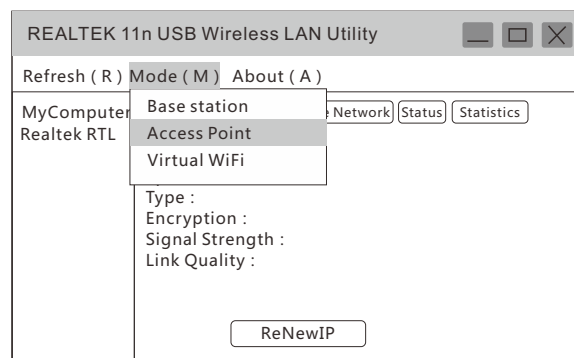 REALTEK 11n USB Wireless LAN Utility
Refresh ( R ) Mode ( M ) About ( A )
MyComputer
Realtek RTL
Base station
Access Point
Virtual WiFi
Network Status Statistics
Type :
Encryption :
Signal Strength :
Link Quality :
ReNewIP